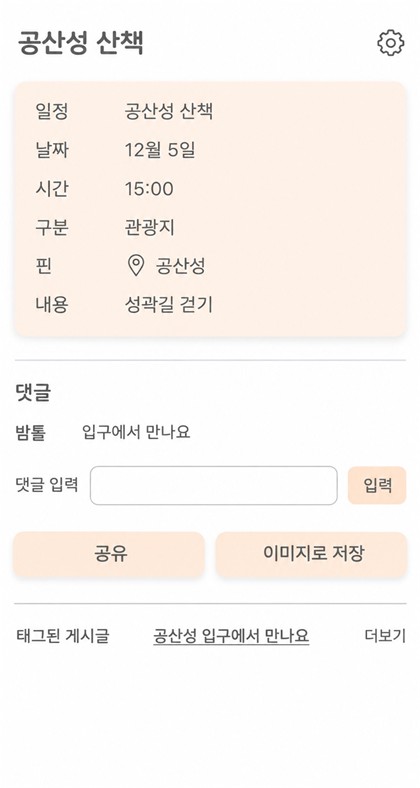 공산성 산책
일정 공산성 산책
날짜 12월 5일
시간 15:00
구분 관광지
핀 공산성
내용 성곽길 걷기
댓글
밤톨 입구에서 만나요
댓글 입력 입력
공유 이미지로 저장
태그된 게시글 공산성 입구에서 만나요 더보기